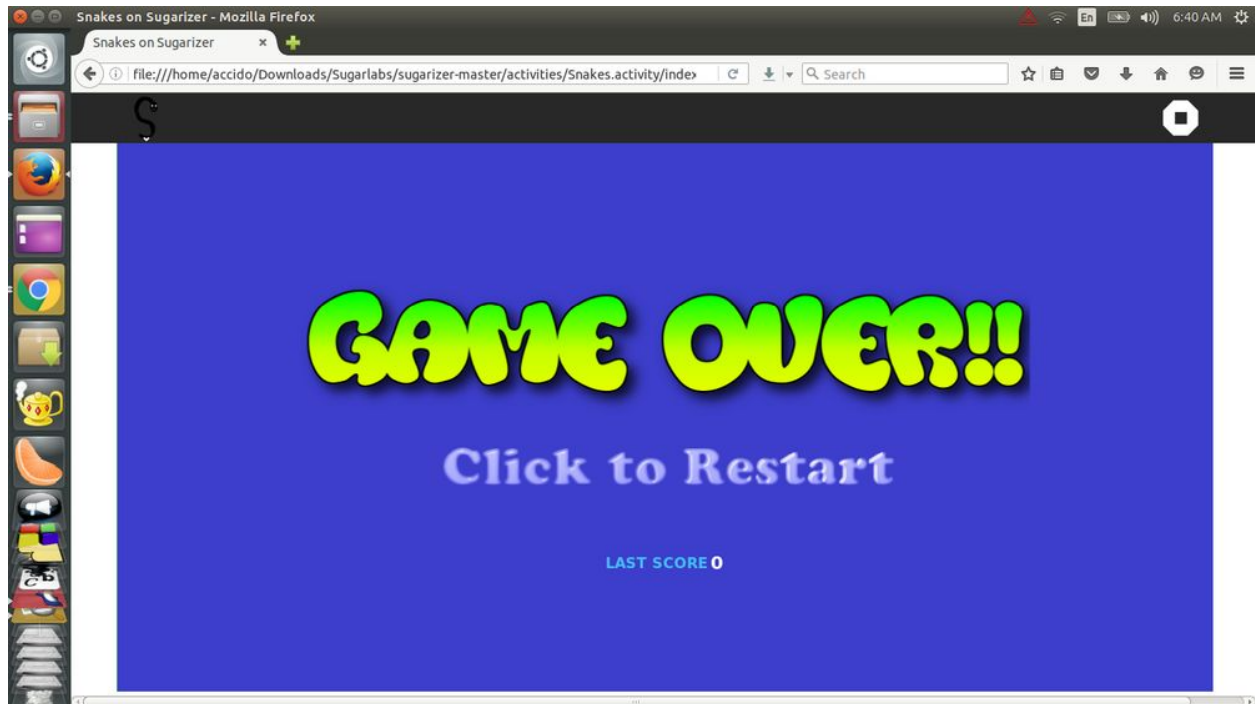 Snakes on Sugarizer - Mozilla Firefox
En
6:40 AM
Snakes on Sugarizer
file:///home/accido/Downloads/Sugarlabs/sugarizer-master/activities/Snakes.activity/index
Search
GAME OVER!!
Click to Restart
LAST SCORE 0